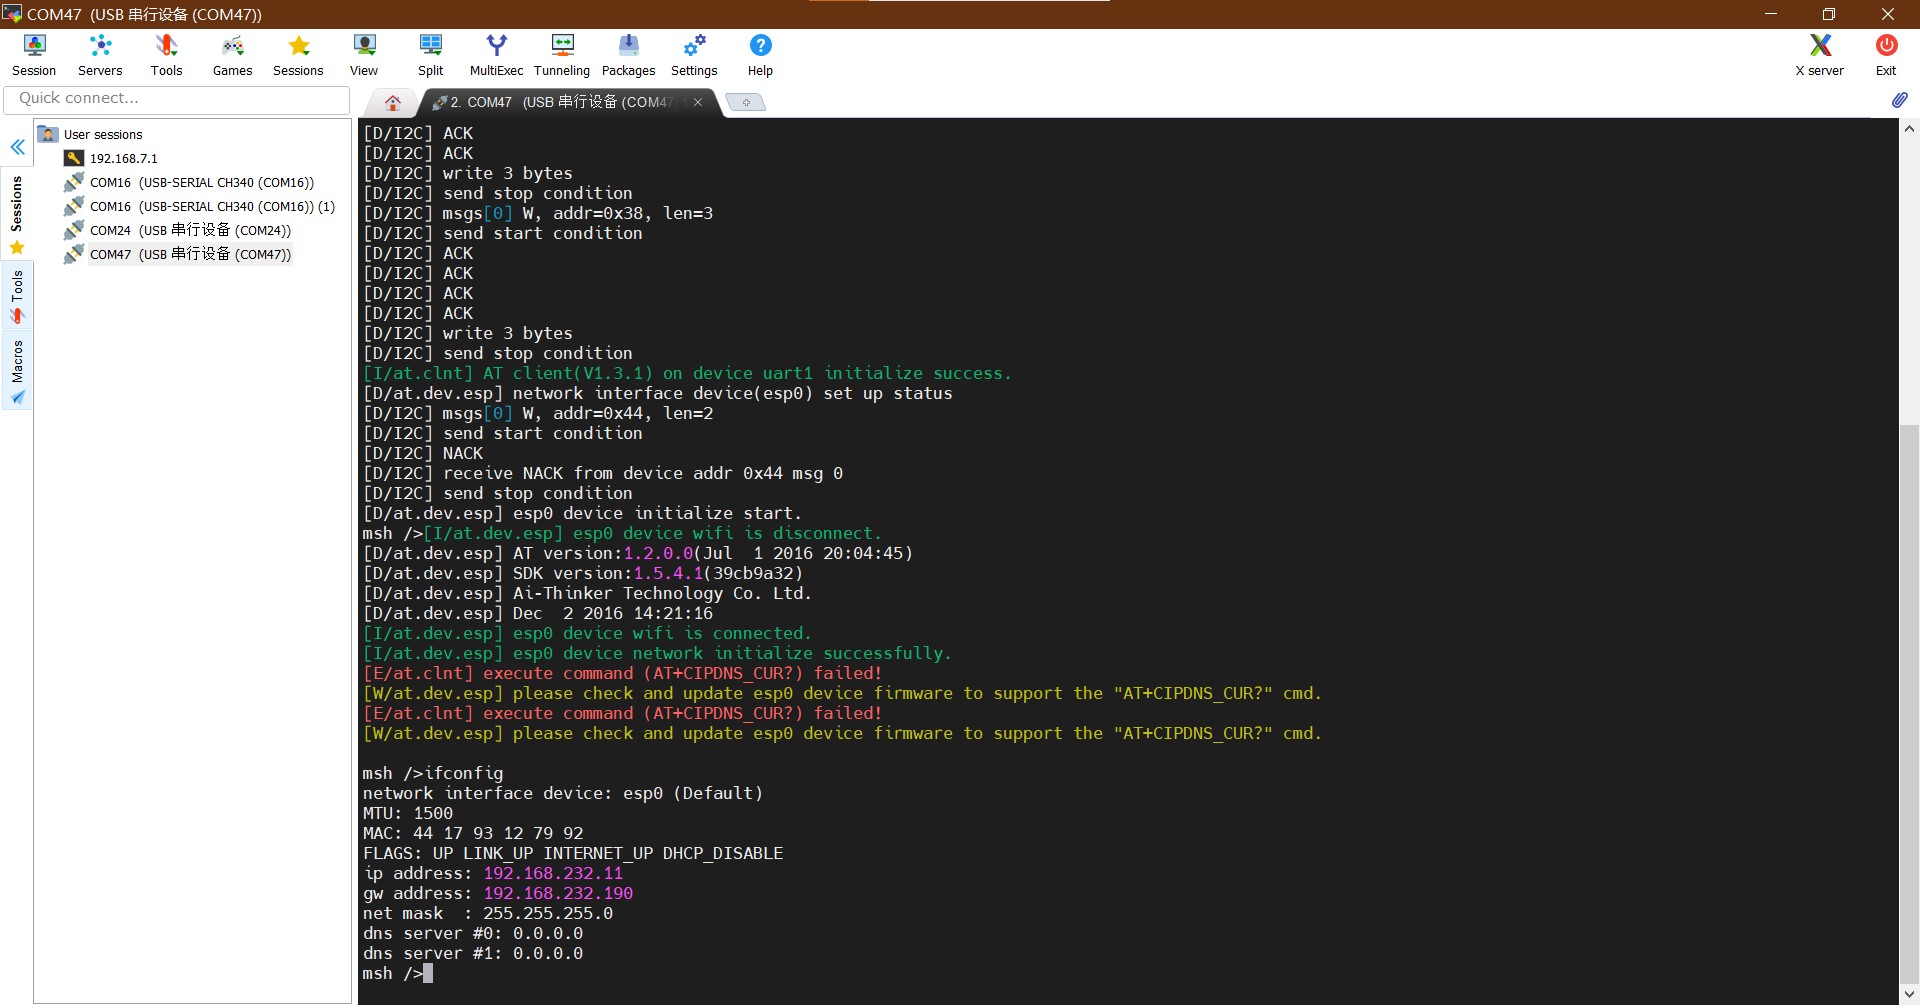 COM47  (USB 串行设备 (COM47))
Session
Servers
Tools
Games
Sessions
View
Split
MultiExec
Tunneling
Packages
Settings
Help
X server
Exit
Quick connect...
2. COM47  (USB 串行设备 (COM47
Sessions
Tools
Macros
User sessions
192.168.7.1
COM16  (USB-SERIAL CH340 (COM16))
COM16  (USB-SERIAL CH340 (COM16)) (1)
COM24  (USB 串行设备 (COM24))
COM47  (USB 串行设备 (COM47))
[D/I2C] ACK
[D/I2C] ACK
[D/I2C] write 3 bytes
[D/I2C] send stop condition
[D/I2C] msgs[0] W, addr=0x38, len=3
[D/I2C] send start condition
[D/I2C] ACK
[D/I2C] ACK
[D/I2C] ACK
[D/I2C] ACK
[D/I2C] write 3 bytes
[D/I2C] send stop condition
[I/at.clnt] AT client(V1.3.1) on device uart1 initialize success.
[D/at.dev.esp] network interface device(esp0) set up status
[D/I2C] msgs[0] W, addr=0x44, len=2
[D/I2C] send start condition
[D/I2C] NACK
[D/I2C] receive NACK from device addr 0x44 msg 0
[D/I2C] send stop condition
[D/at.dev.esp] esp0 device initialize start.
msh />[I/at.dev.esp] esp0 device wifi is disconnect.
[D/at.dev.esp] AT version:1.2.0.0(Jul  1 2016 20:04:45)
[D/at.dev.esp] SDK version:1.5.4.1(39cb9a32)
[D/at.dev.esp] Ai-Thinker Technology Co. Ltd.
[D/at.dev.esp] Dec  2 2016 14:21:16
[I/at.dev.esp] esp0 device wifi is connected.
[I/at.dev.esp] esp0 device network initialize successfully.
[E/at.clnt] execute command (AT+CIPDNS_CUR?) failed!
[W/at.dev.esp] please check and update esp0 device firmware to support the "AT+CIPDNS_CUR?" cmd.
[E/at.clnt] execute command (AT+CIPDNS_CUR?) failed!
[W/at.dev.esp] please check and update esp0 device firmware to support the "AT+CIPDNS_CUR?" cmd.
msh />ifconfig
network interface device: esp0 (Default)
MTU: 1500
MAC: 44 17 93 12 79 92
FLAGS: UP LINK_UP INTERNET_UP DHCP_DISABLE
ip address: 192.168.232.11
gw address: 192.168.232.190
net mask  : 255.255.255.0
dns server #0: 0.0.0.0
dns server #1: 0.0.0.0
msh />